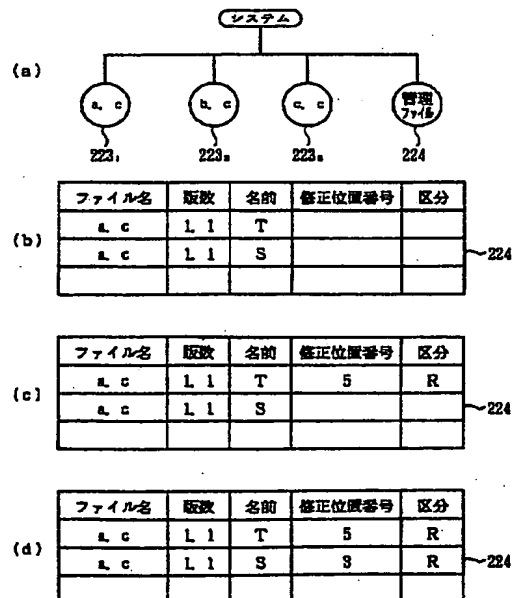 システム
(a)
a. c b. c c. c 管理
ファイル
223₁ 223₂ 223₃ 224
ファイル名 版数 名前 修正位置番号 区分
(b)
a. c 1. 1 T
a. c 1. 1 S
224
ファイル名 版数 名前 修正位置番号 区分
(c)
a. c 1. 1 T 5 R
a. c 1. 1 S
224
ファイル名 版数 名前 修正位置番号 区分
(d)
a. c 1. 1 T 5 R
a. c 1. 1 S 3 R
224